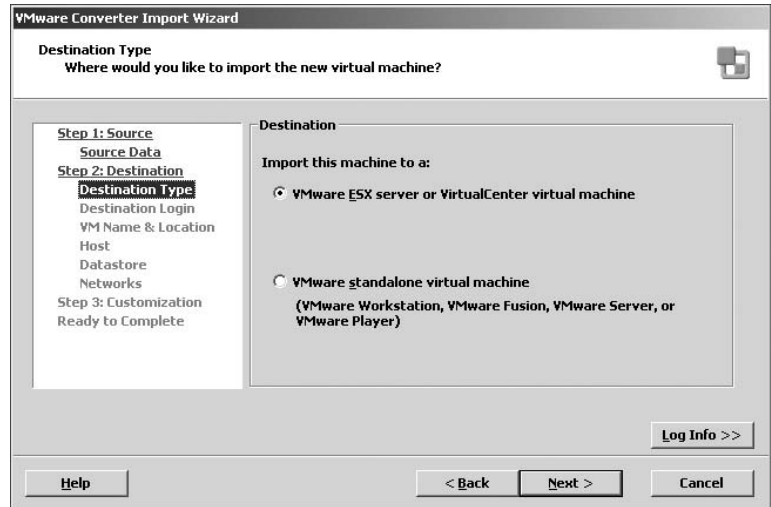 VMware Converter Import Wizard
Destination Type
Where would you like to import the new virtual machine?
Step 1: Source
Source Data
Step 2: Destination
Destination Type
Destination Login
VM Name & Location
Host
Datastore
Networks
Step 3: Customization
Ready to Complete
Destination
Import this machine to a:
VMware ESX server or VirtualCenter virtual machine
VMware standalone virtual machine
(VMware Workstation, VMware Fusion, VMware Server, or
VMware Player)
Log Info >>
Help
< Back
Next >
Cancel